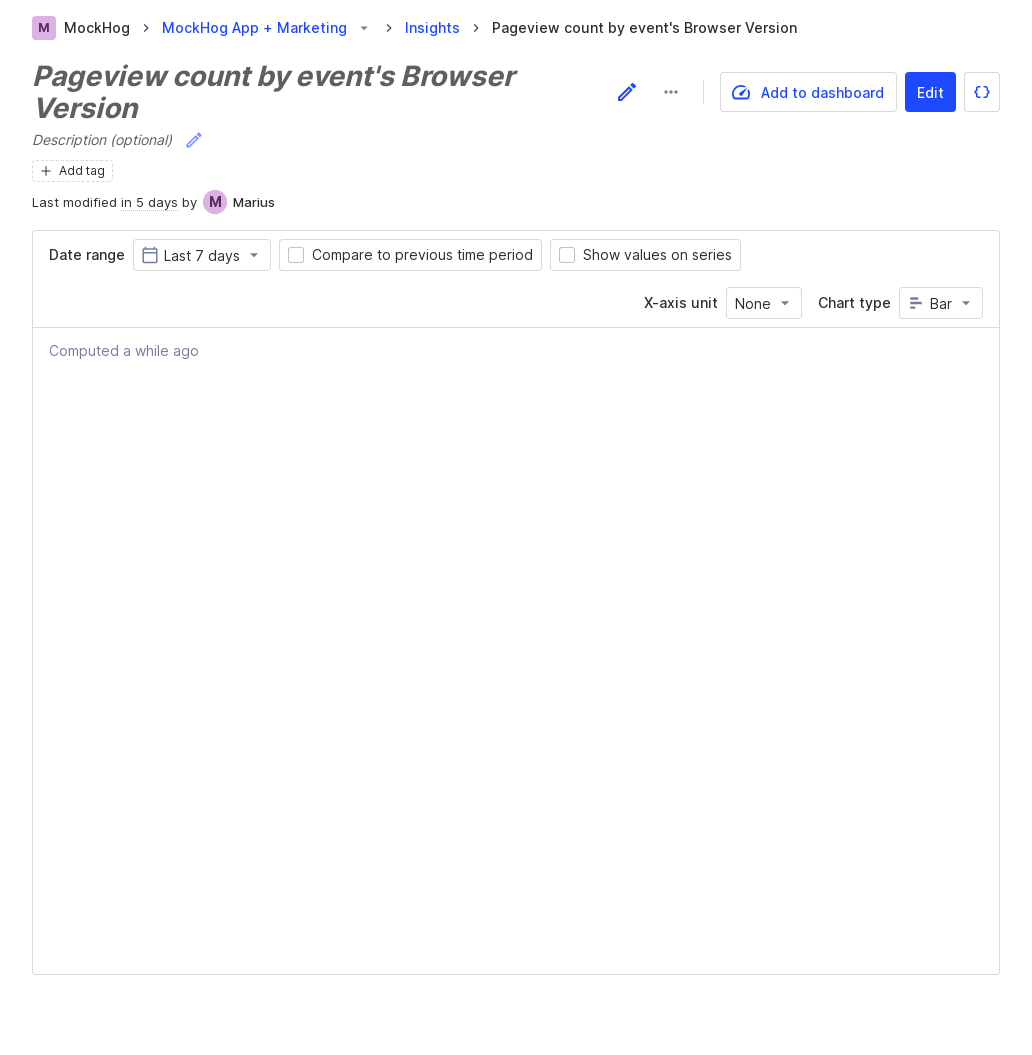 M MockHog MockHog App + Marketing Insights Pageview count by event's Browser Version
Pageview count by event's Browser
Version
Add to dashboard Edit
Description (optional)
Add tag
Last modified in 5 days by M Marius
Date range Last 7 days Compare to previous time period Show values on series
X-axis unit None Chart type Bar
Computed a while ago